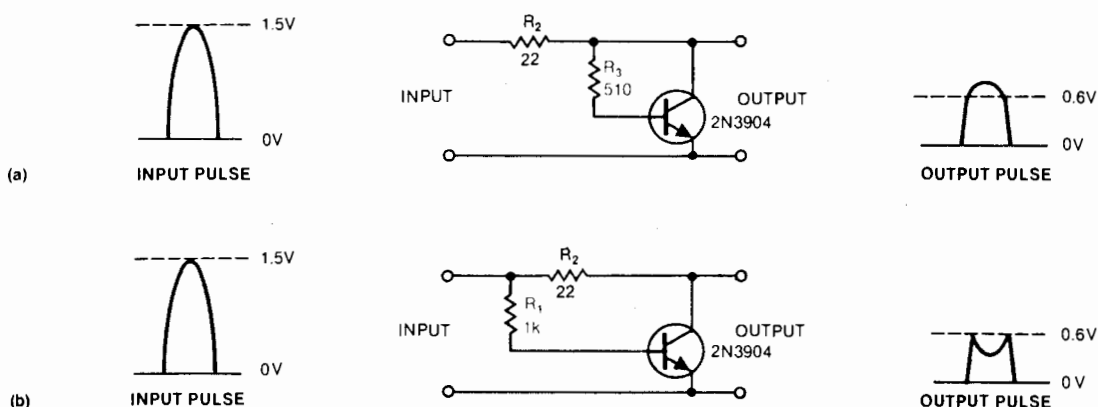 1.5V
R2
22
R3
510
INPUT
OUTPUT
2N3904
0.6V
0V
0V
(a)
INPUT PULSE
OUTPUT PULSE
1.5V
R2
22
R1
1k
INPUT
OUTPUT
2N3904
0.6V
0V
0V
(b)
INPUT PULSE
OUTPUT PULSE